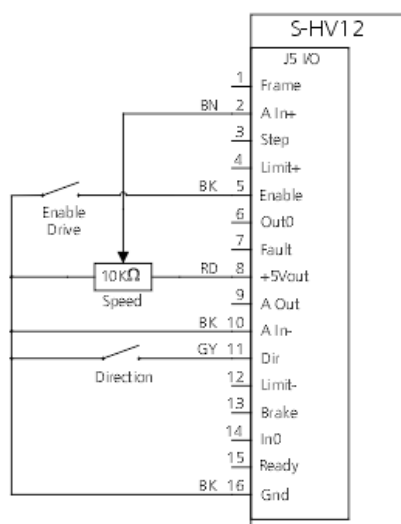 S-HV12
J5 I/O
1 Frame
BN 2 A In+
3 Step
4 Limit+
BK 5 Enable
Enable
Drive
6 Out0
7 Fault
10KΩ RD 8 +5Vout
Speed
9 A Out
BK 10 A In-
GY 11 Dir
Direction
12 Limit-
13 Brake
14 In0
15 Ready
BK 16 Gnd